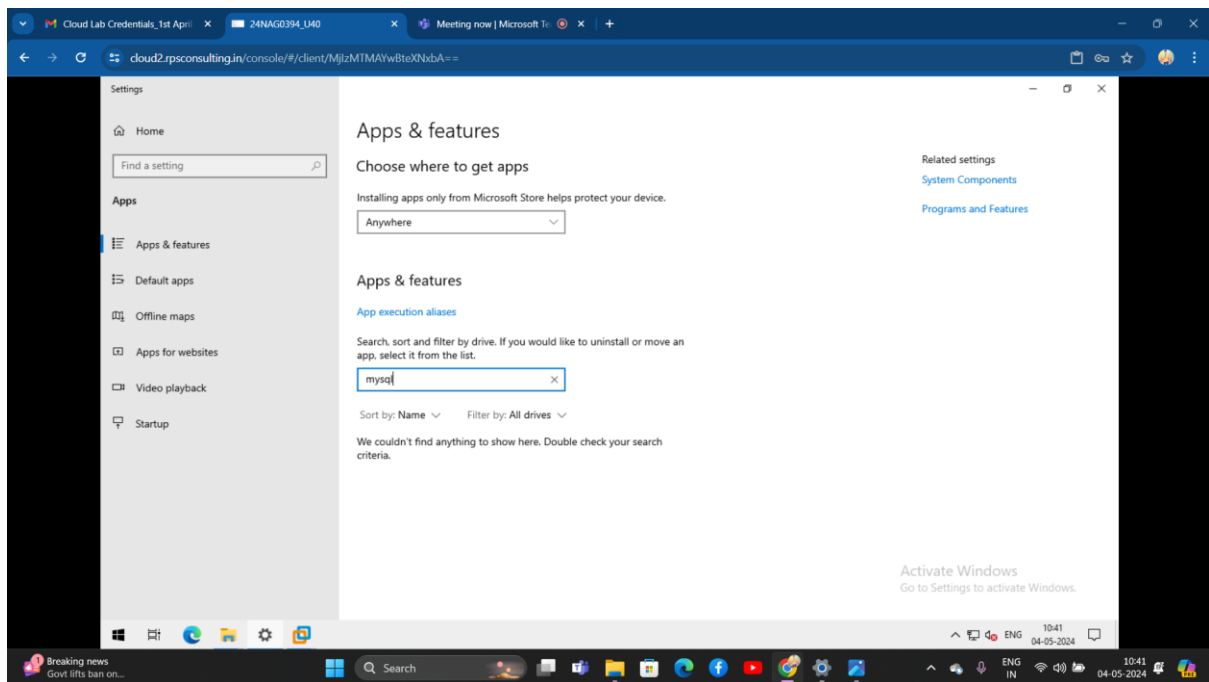 Cloud Lab Credentials_1st April
24NAG0394_U40
Meeting now | Microsoft Te
cloud2.rpsconsulting.in/console/#/client/MjIzMTMAYwBteXNxbA==
Settings
Home
Find a setting
Apps
Apps & features
Default apps
Offline maps
Apps for websites
Video playback
Startup
Apps & features
Choose where to get apps
Installing apps only from Microsoft Store helps protect your device.
Anywhere
Apps & features
App execution aliases
Search, sort and filter by drive. If you would like to uninstall or move an
app, select it from the list.
mysql
Sort by: Name
Filter by: All drives
We couldn't find anything to show here. Double check your search
criteria.
Related settings
System Components
Programs and Features
Activate Windows
Go to Settings to activate Windows.
ENG
10:41
04-05-2024
1
Breaking news
Govt lifts ban on...
Search
ENG
IN
10:41
04-05-2024